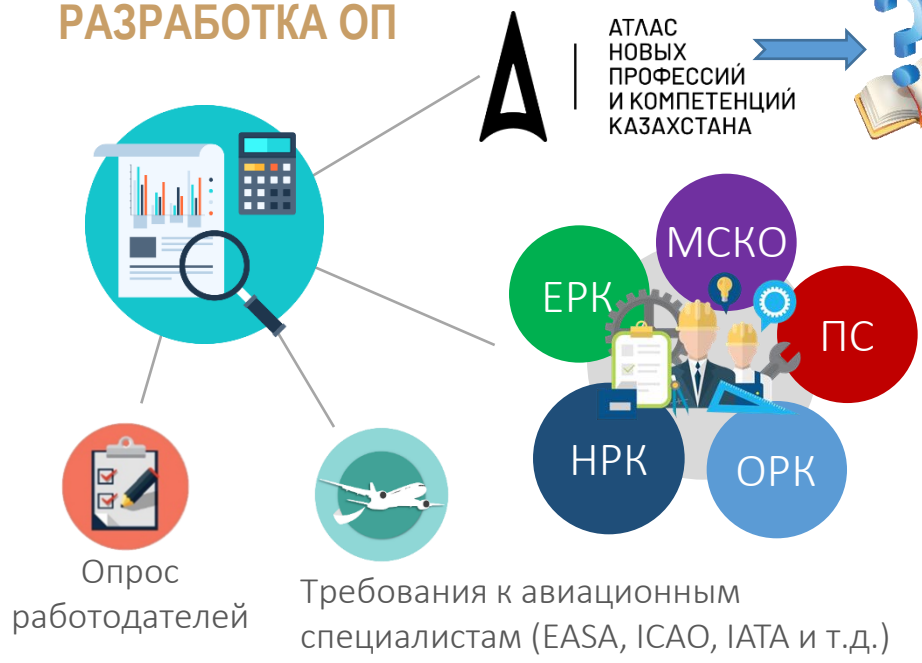 РАЗРАБОТКА ОП
АТЛАС
НОВЫХ
ПРОФЕССИЙ
И КОМПЕТЕНЦИЙ
КАЗАХСТАНА
МСКО
ЕРК
ПС
НРК
ОРК
Опрос
работодателей
Требования к авиационным
специалистам (EASA, ICAO, IATA и т.д.)